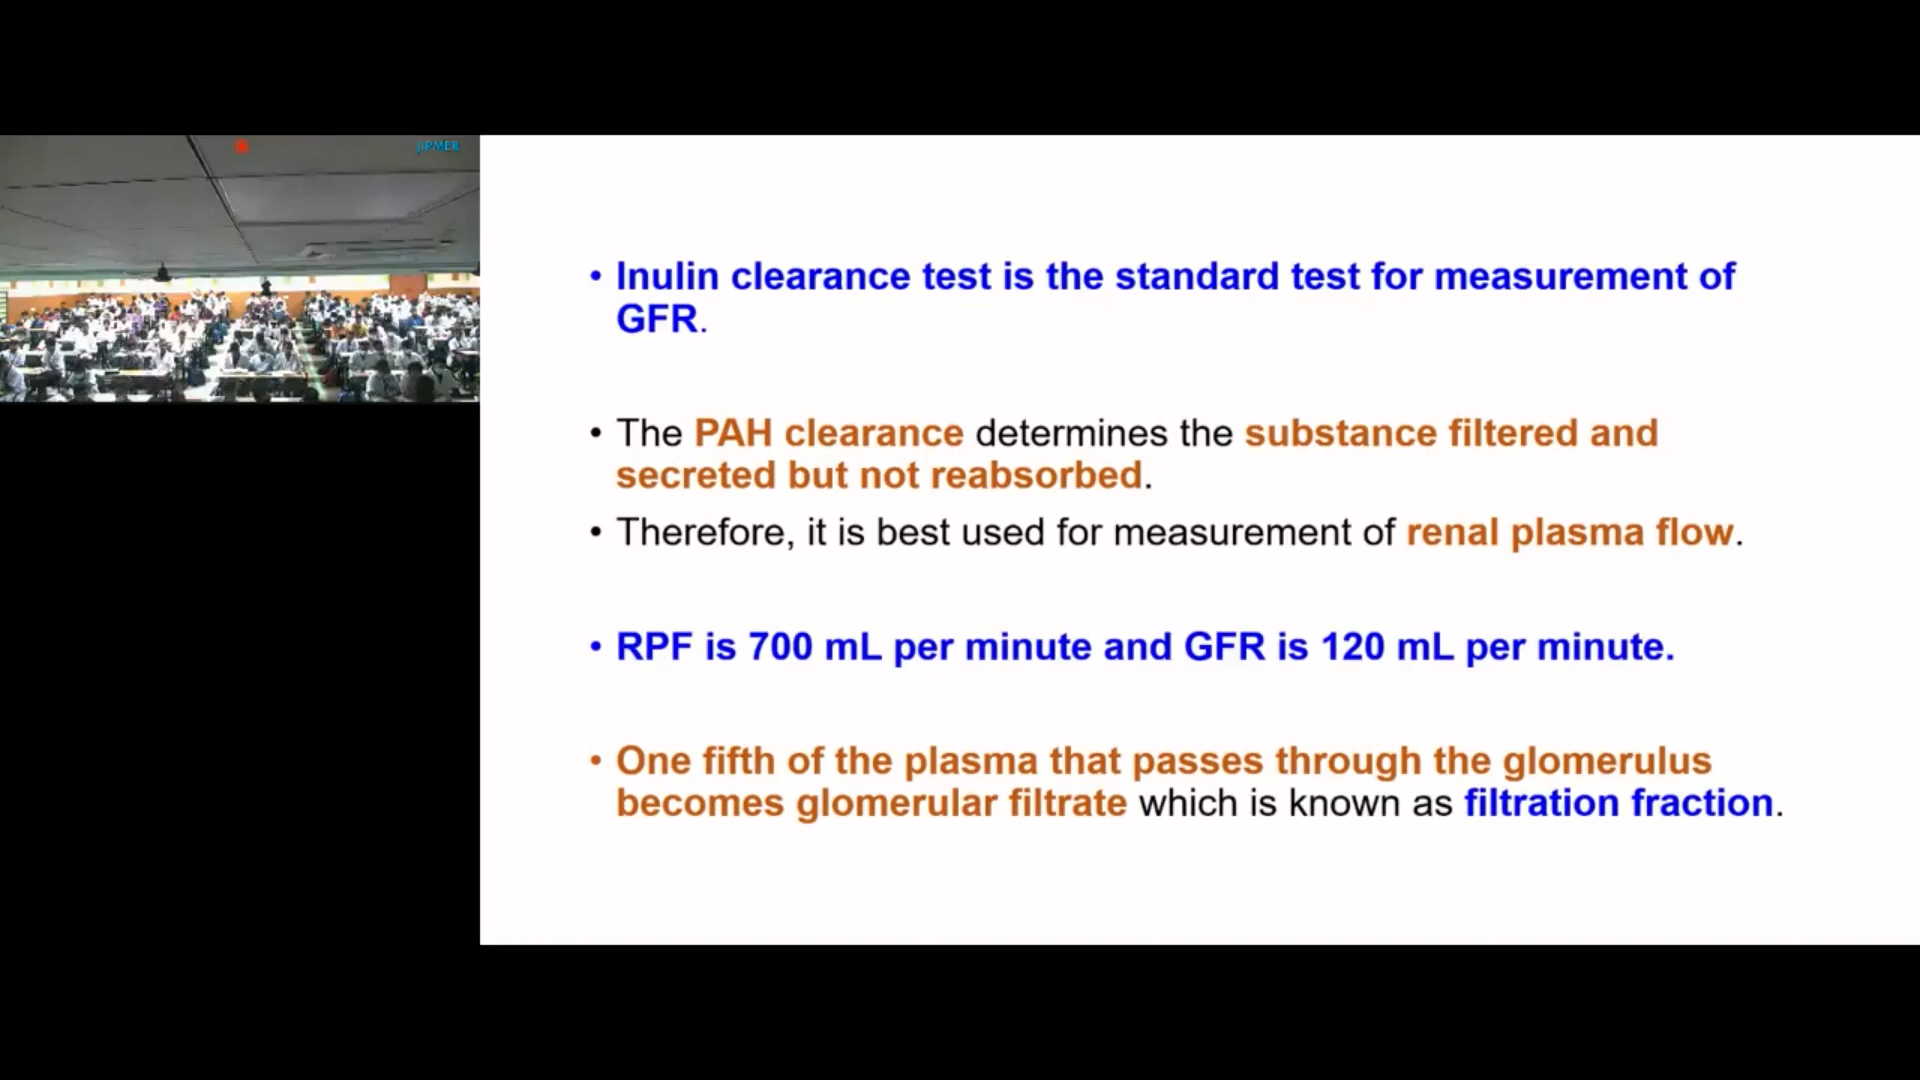 JIPMER
• Inulin clearance test is the standard test for measurement of
GFR.
• The PAH clearance determines the substance filtered and
secreted but not reabsorbed.
• Therefore, it is best used for measurement of renal plasma flow.
• RPF is 700 mL per minute and GFR is 120 mL per minute.
• One fifth of the plasma that passes through the glomerulus
becomes glomerular filtrate which is known as filtration fraction.